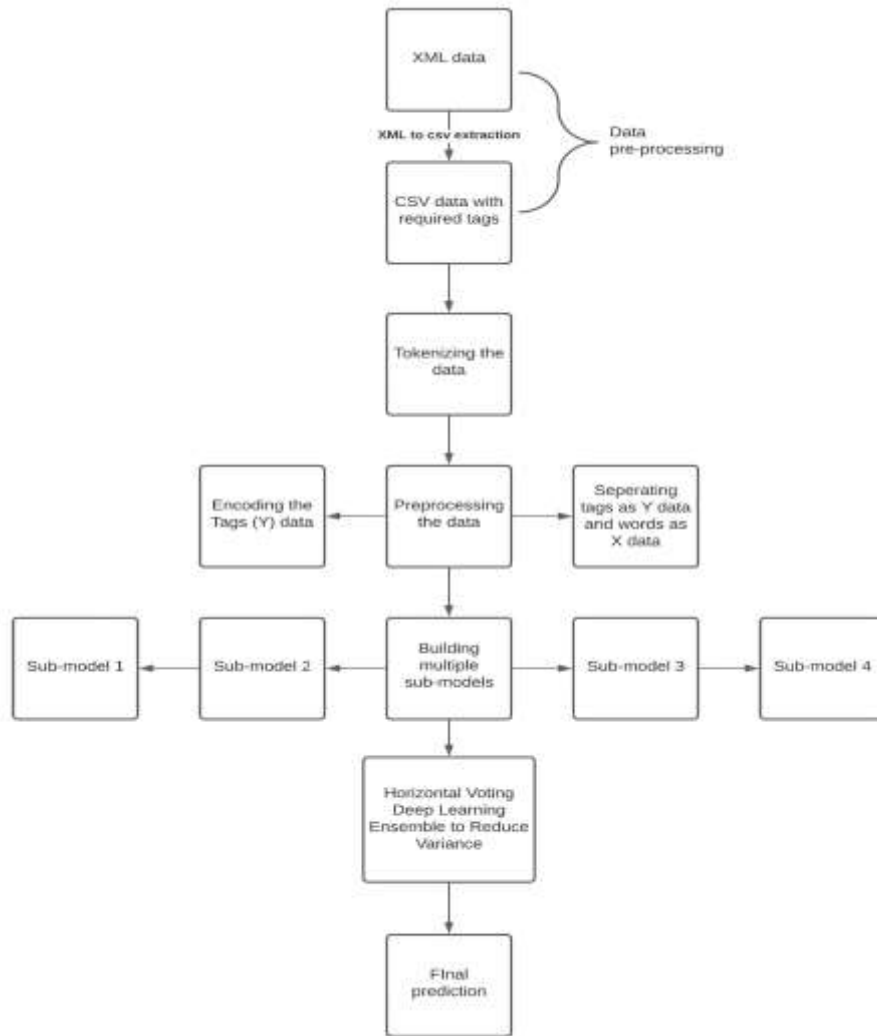 XML data
XML to csv extraction
Data
pre-processing
CSV data with
required tags
Tokenizing the
data
Encoding the
Tags (Y) data
Preprocessing
the data
Seperating
tags as Y data
and words as
X data
Sub-model 1
Sub-model 2
Building
multiple
sub-models
Sub-model 3
Sub-model 4
Horizontal Voting
Deep Learning
Ensemble to Reduce
Variance
FInal
prediction